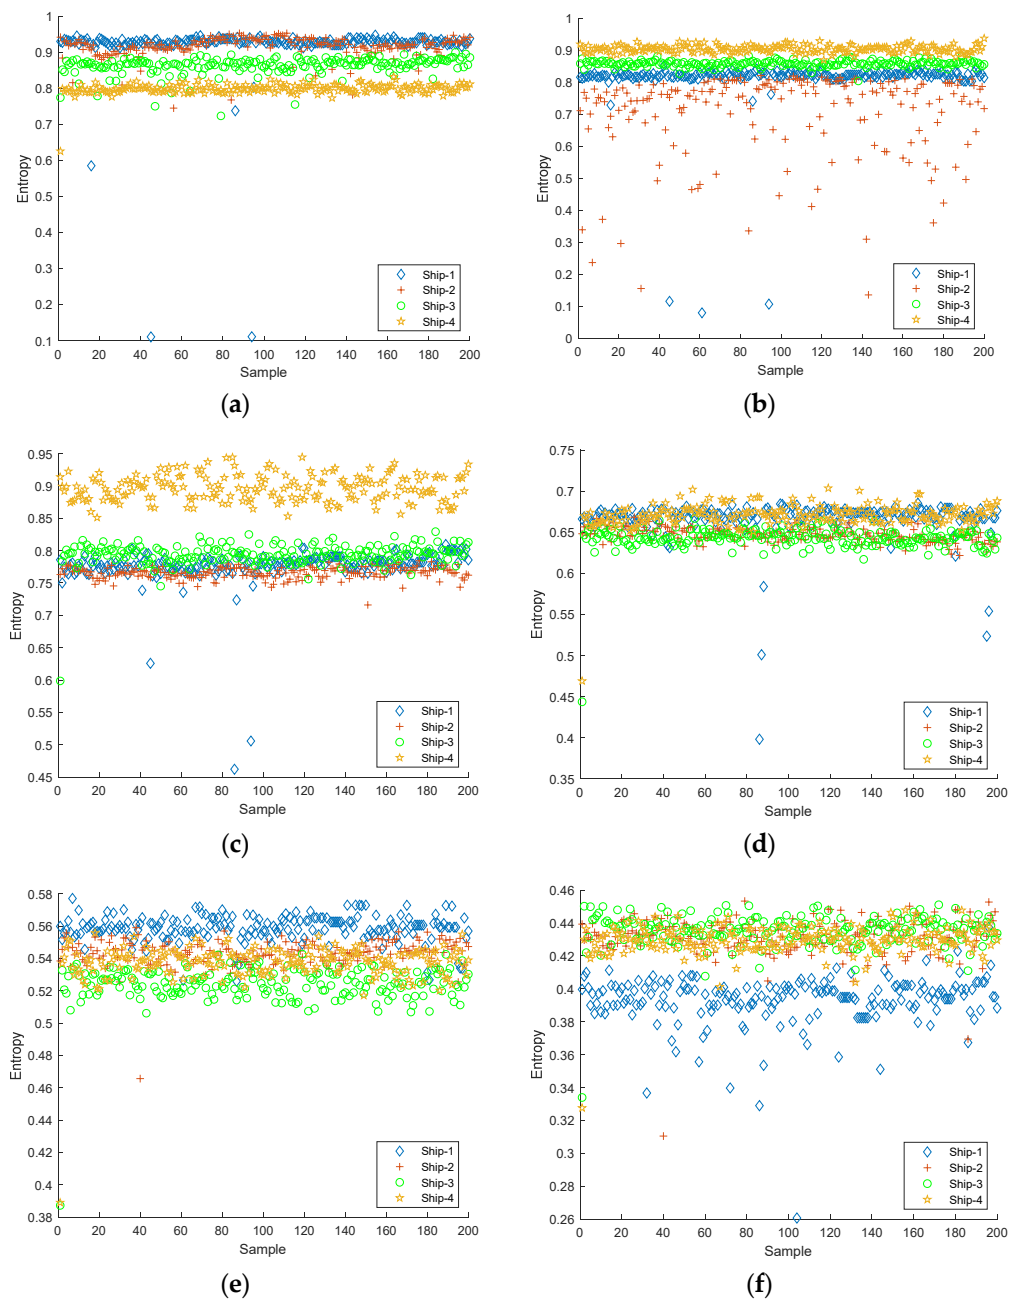 1
0.9
0.8
0.7
0.6
0.5
0.4
0.3
0.2
0.1
Entropy
0 20 40 60 80 100 120 140 160 180 200
Sample
Ship-1
Ship-2
Ship-3
Ship-4
(a)
1
0.9
0.8
0.7
0.6
0.5
0.4
0.3
0.2
0.1
0
Entropy
0 20 40 60 80 100 120 140 160 180 200
Sample
Ship-1
Ship-2
Ship-3
Ship-4
(b)
0.95
0.9
0.85
0.8
0.75
0.7
0.65
0.6
0.55
0.5
0.45
Entropy
0 20 40 60 80 100 120 140 160 180 200
Sample
Ship-1
Ship-2
Ship-3
Ship-4
(c)
0.75
0.7
0.65
0.6
0.55
0.5
0.45
0.4
0.35
Entropy
0 20 40 60 80 100 120 140 160 180 200
Sample
Ship-1
Ship-2
Ship-3
Ship-4
(d)
0.58
0.56
0.54
0.52
0.5
0.48
0.46
0.44
0.42
0.4
0.38
Entropy
0 20 40 60 80 100 120 140 160 180 200
Sample
Ship-1
Ship-2
Ship-3
Ship-4
(e)
0.46
0.44
0.42
0.4
0.38
0.36
0.34
0.32
0.3
0.28
0.26
Entropy
0 20 40 60 80 100 120 140 160 180 200
Sample
Ship-1
Ship-2
Ship-3
Ship-4
(f)